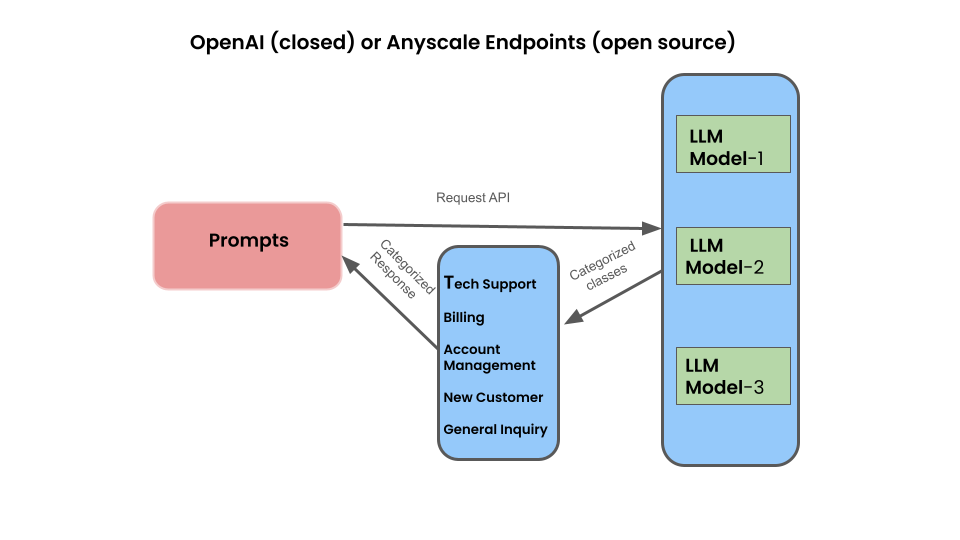 OpenAI (closed) or Anyscale Endpoints (open source)
LLM
Model-1
Request API
Prompts
Categorized
Response
Categorized
classes
LLM
Model-2
Tech Support
Billing
Account
Management
New Customer
General Inquiry
LLM
Model-3